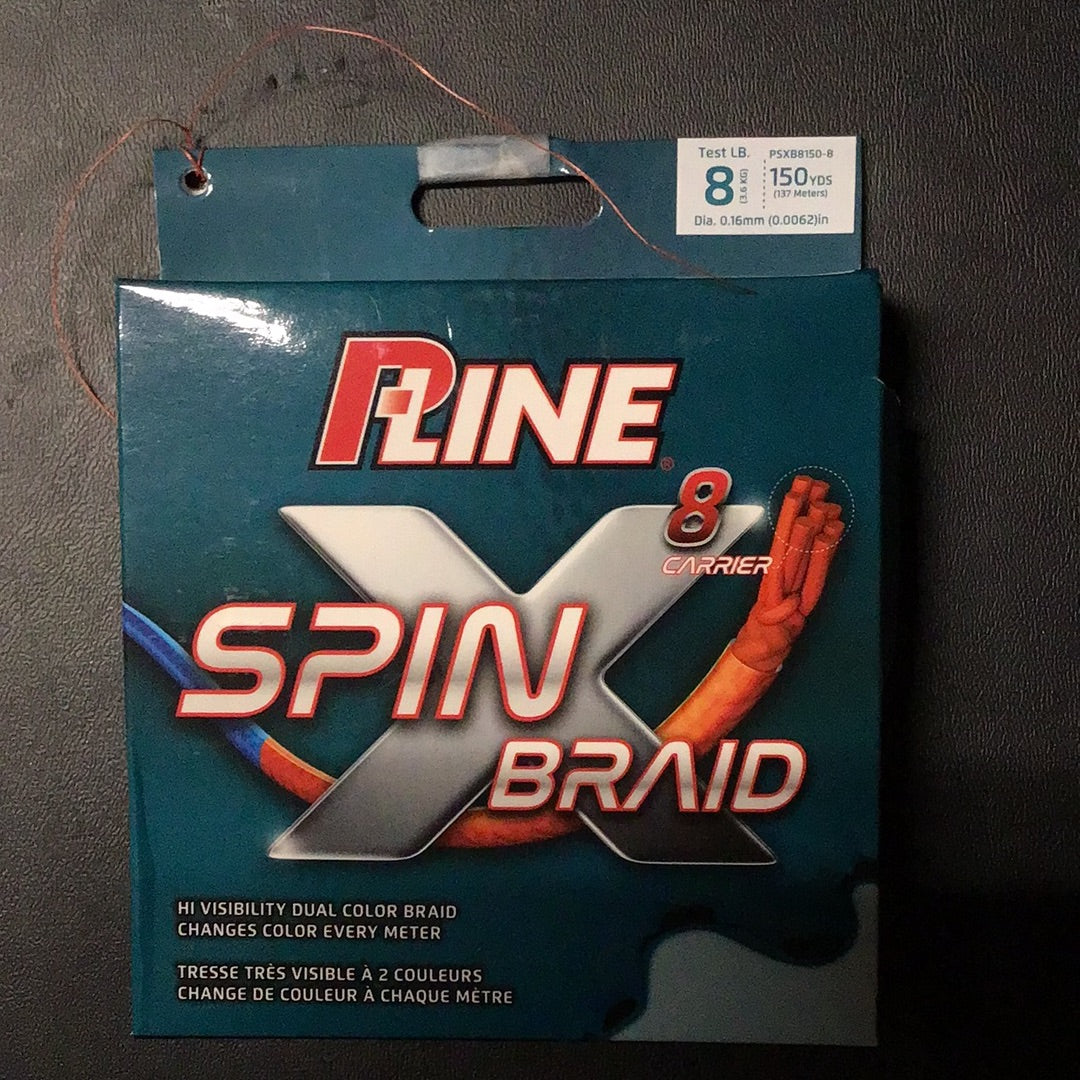 Test LB.
8
(3.6 KG)
PSXB8150-8
150YDS
(137 Meters)
Dia. 0.16mm (0.0062)in
P-LINE®
8
CARRIER
X
SPIN
BRAID
HI VISIBILITY DUAL COLOR BRAID
CHANGES COLOR EVERY METER
TRESSE TRÈS VISIBLE À 2 COULEURS
CHANGE DE COULEUR À CHAQUE MÈTRE